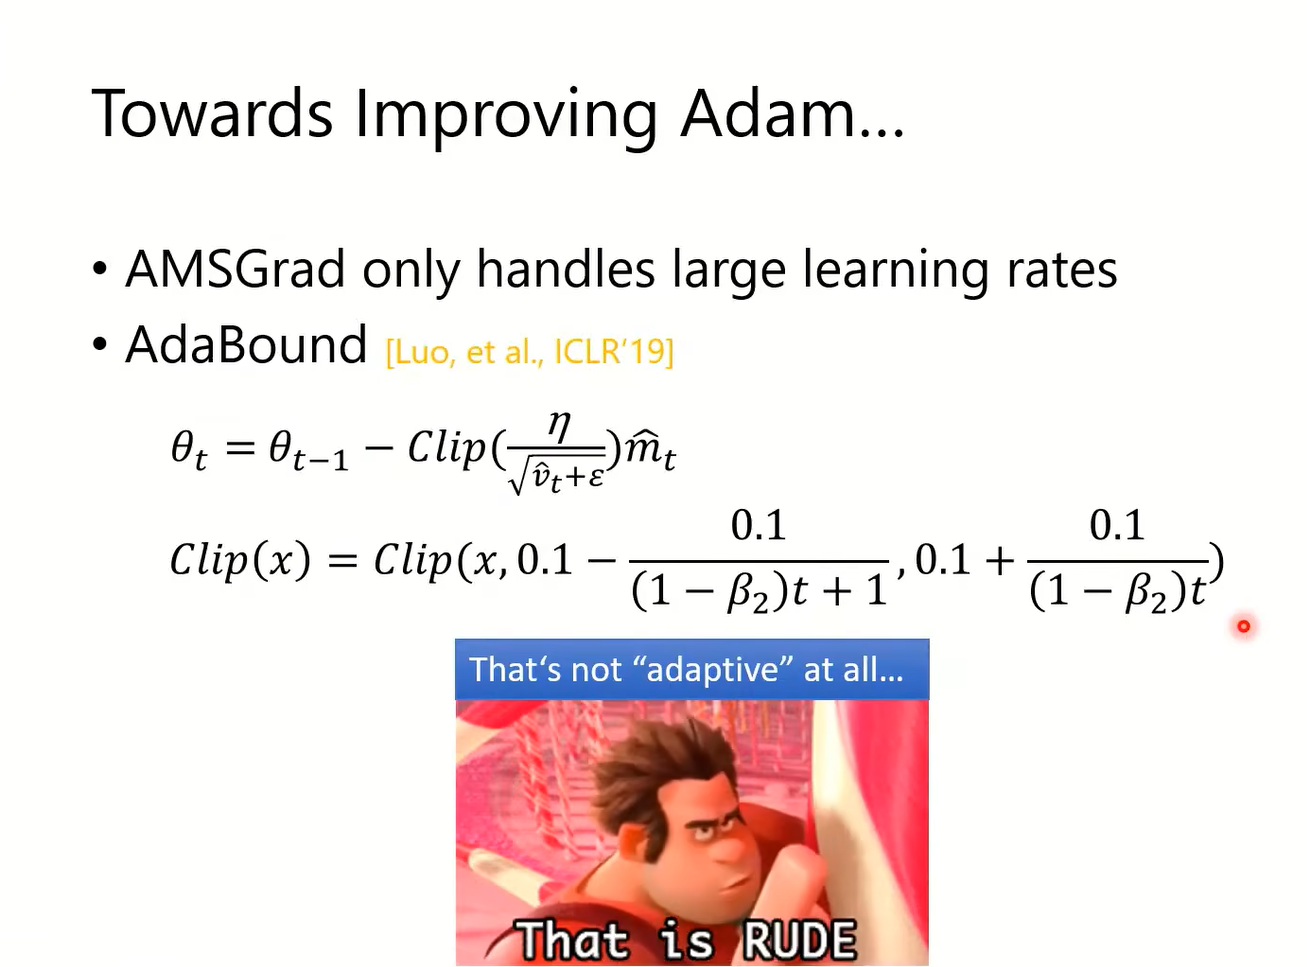 Towards Improving Adam...
• AMSGrad only handles large learning rates
• AdaBound [Luo, et al., ICLR’19]
θ_t = θ_{t−1} − Clip(η/√(v̂_t+ε))m̂_t
Clip(x) = Clip(x, 0.1 − 0.1/((1 − β_2)t + 1), 0.1 + 0.1/((1 − β_2)t))
That‘s not “adaptive” at all...
That is RUDE